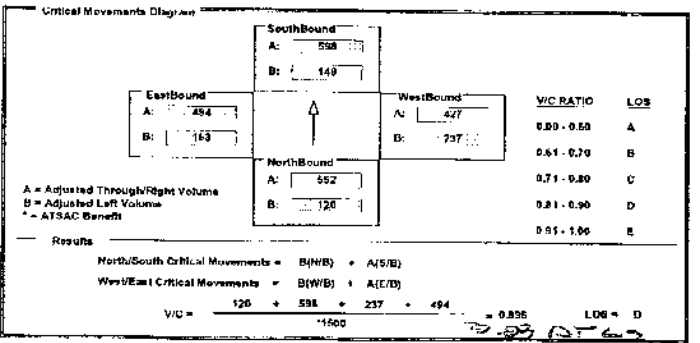 Critical Movements Diagram
SouthBound
A: 598
B: 149
EastBound
A: 494
B: 163
WestBound
A: 427
B: 237
NorthBound
A: 552
B: 120
V/C RATIO LOS
0.00 - 0.60 A
0.61 - 0.70 B
0.71 - 0.80 C
0.81 - 0.90 D
0.91 - 1.00 E
A = Adjusted Through/Right Volume
B = Adjusted Left Volume
* = ATSAC Benefit
Results
North/South Critical Movements = B(N/B) + A(S/B)
West/East Critical Movements = B(W/B) + A(E/B)
V/C = 120 + 598 + 237 + 494
*1500
= 0.896 LOS = D